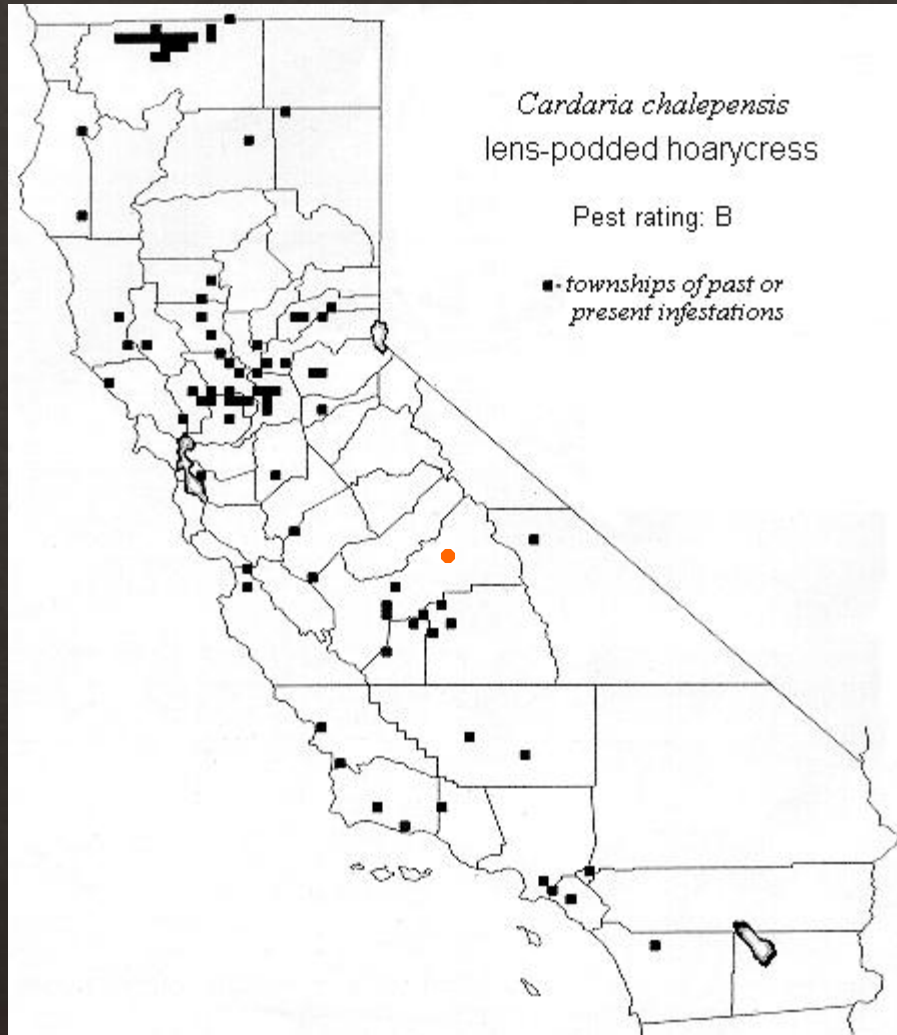 Cardaria chalepensis
lens-podded hoarycress
Pest rating: B
- townships of past or
present infestations